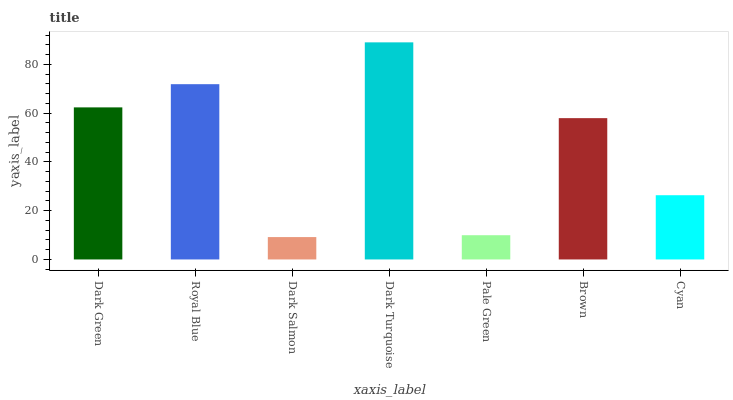 title
yaxis_label
80
60
40
20
0
Dark Green
Royal Blue
Dark Salmon
Dark Turquoise
Pale Green
Brown
Cyan
xaxis_label